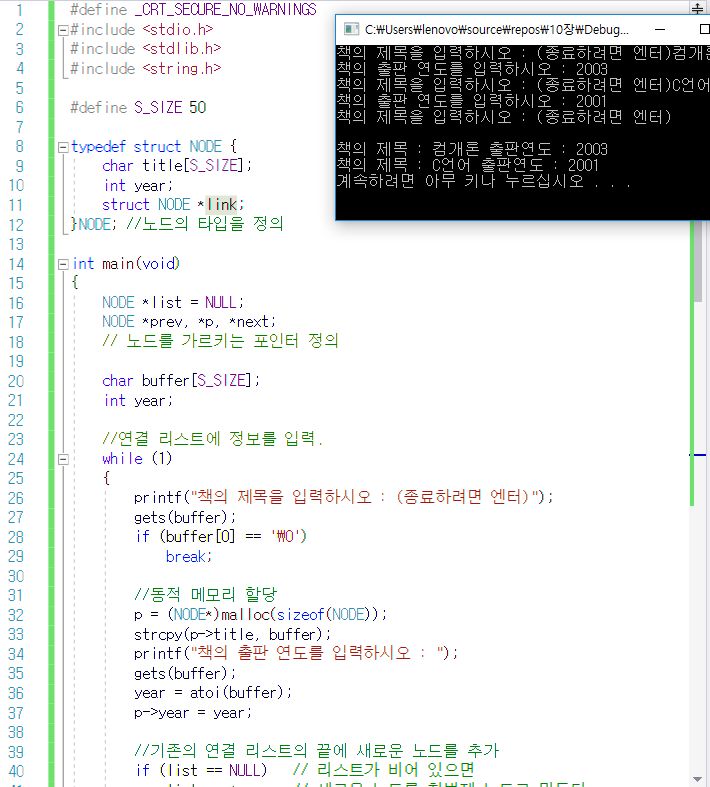 #define _CRT_SECURE_NO_WARNINGS
#include <stdio.h>
#include <stdlib.h>
#include <string.h>
#define S_SIZE 50
typedef struct NODE {
char title[S_SIZE];
int year;
struct NODE *link;
}NODE; //노드의 타입을 정의
int main(void)
{
NODE *list = NULL;
NODE *prev, *p, *next;
// 노드를 가르키는 포인터 정의
char buffer[S_SIZE];
int year;
//연결 리스트에 정보를 입력.
while (1)
{
printf("책의 제목을 입력하시오 : (종료하려면 엔터)");
gets(buffer);
if (buffer[0] == '₩0')
break;
//동적 메모리 할당
p = (NODE*)malloc(sizeof(NODE));
strcpy(p->title, buffer);
printf("책의 출판 연도를 입력하시오 : ");
gets(buffer);
year = atoi(buffer);
p->year = year;
//기존의 연결 리스트의 끝에 새로운 노드를 추가
if (list == NULL) // 리스트가 비어 있으면
C:₩Users₩lenovo₩source₩repos₩10장₩Debug...
책의 제목을 입력하시오 : (종료하려면 엔터)컴개론
책의 출판 연도를 입력하시오 : 2003
책의 제목을 입력하시오 : (종료하려면 엔터)C언어
책의 출판 연도를 입력하시오 : 2001
책의 제목을 입력하시오 : (종료하려면 엔터)
책의 제목 : 컴개론 출판연도 : 2003
책의 제목 : C언어 출판연도 : 2001
계속하려면 아무 키나 누르십시오 . . .
1
2
3
4
5
6
7
8
9
10
11
12
13
14
15
16
17
18
19
20
21
22
23
24
25
26
27
28
29
30
31
32
33
34
35
36
37
38
39
40